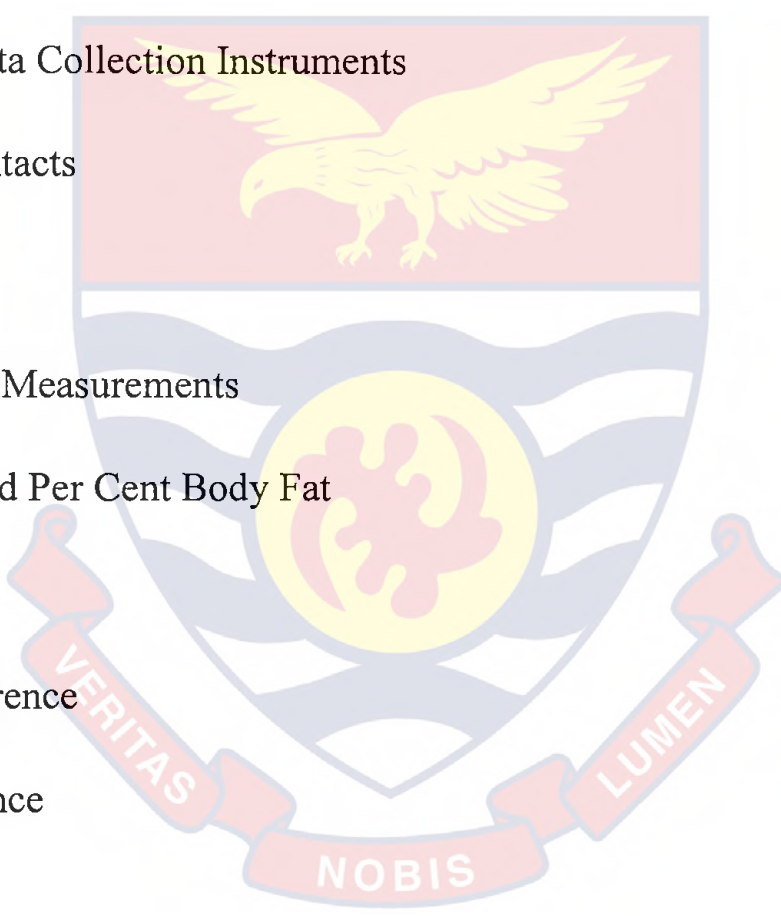 ta Collection Instruments
tacts
Measurements
d Per Cent Body Fat
rence
nce
VERITAS
NOBIS
LUMEN